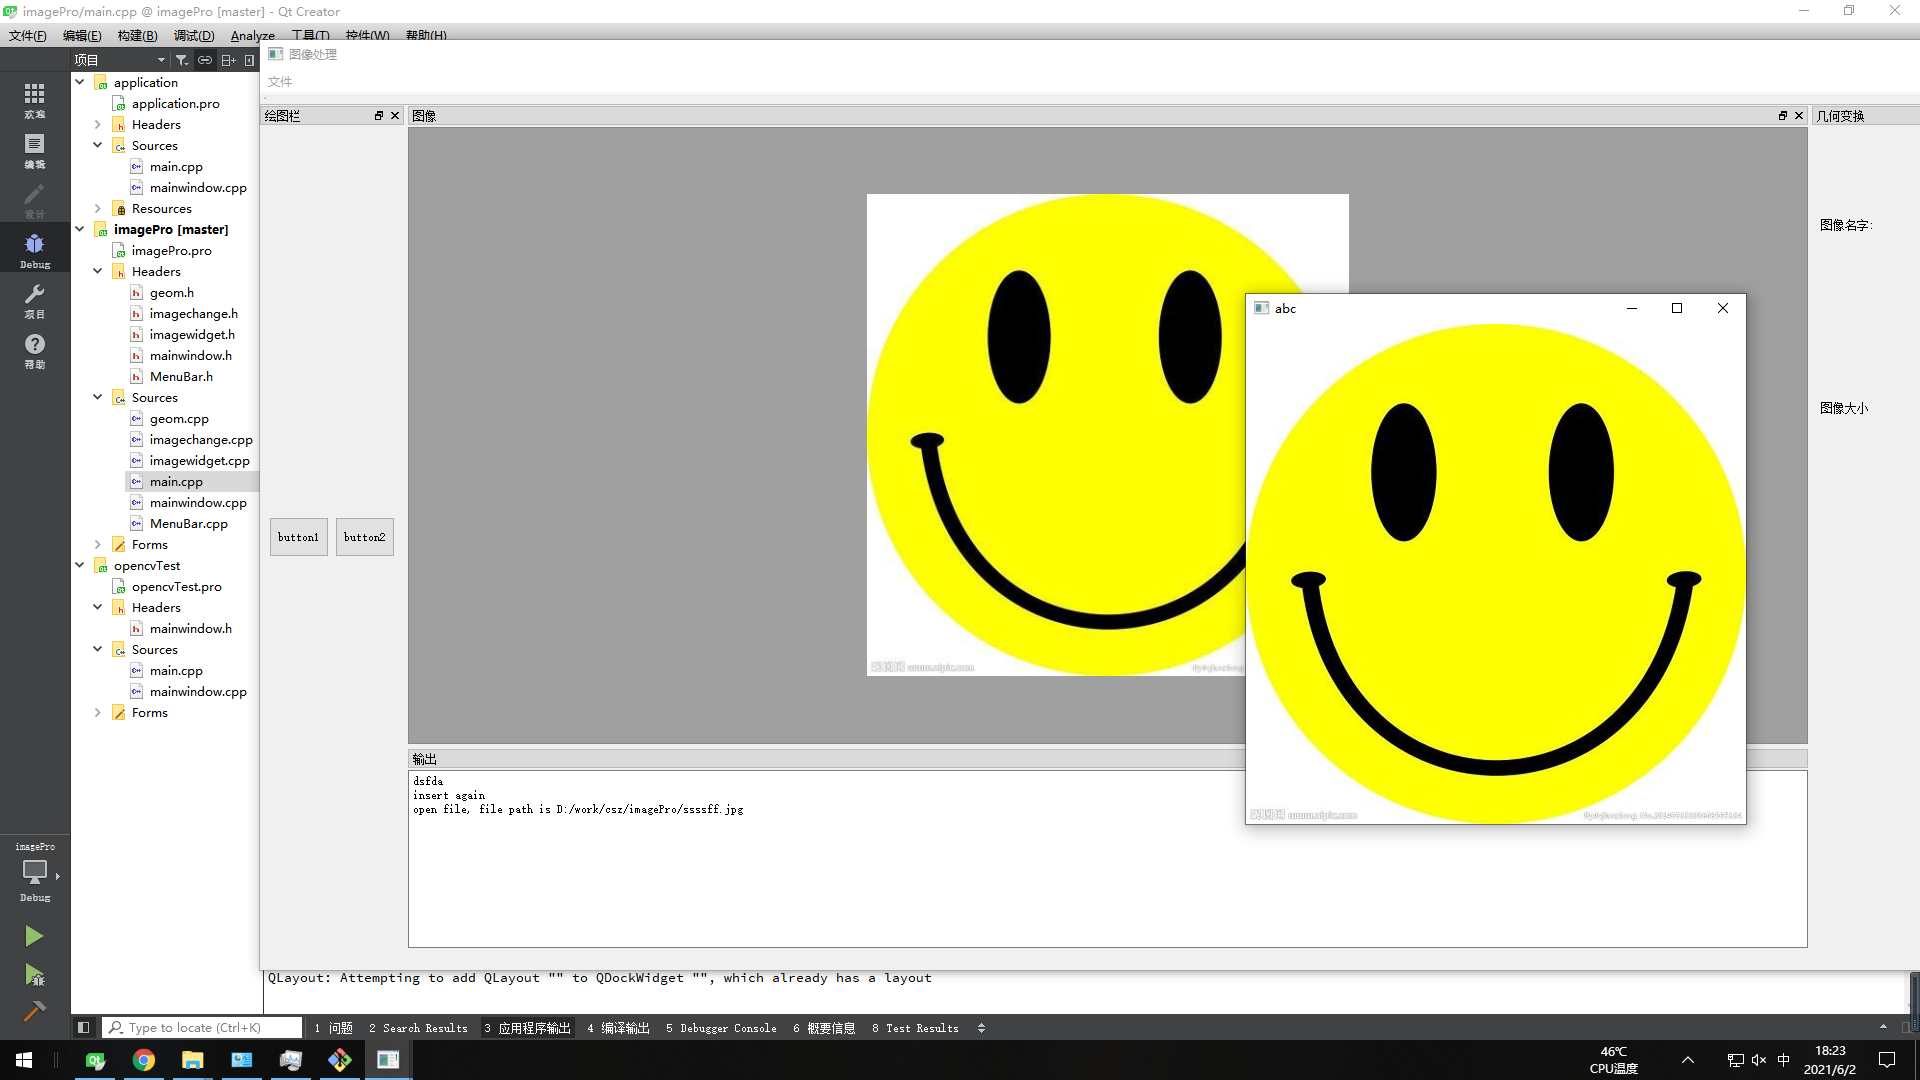 imagePro/main.cpp @ imagePro [master] - Qt Creator
文件(F) 编辑(E) 构建(B) 调试(D) Analyze 工具(T) 控件(W) 帮助(H)
项目
图像处理
文件
欢迎
编辑
设计
Debug
项目
帮助
application
application.pro
Headers
Sources
main.cpp
mainwindow.cpp
Resources
imagePro [master]
imagePro.pro
Headers
geom.h
imagechange.h
imagewidget.h
mainwindow.h
MenuBar.h
Sources
geom.cpp
imagechange.cpp
imagewidget.cpp
main.cpp
mainwindow.cpp
MenuBar.cpp
Forms
opencvTest
opencvTest.pro
Headers
mainwindow.h
Sources
main.cpp
mainwindow.cpp
Forms
imagePro
Debug
绘图栏
button1 button2
图像
www.nipic.com
abc
www.nipic.com
几何变换
图像名字:
图像大小
输出
dsfda
insert again
open file, file path is D:/work/csz/imagePro/ssssff.jpg
QLayout: Attempting to add QLayout "" to QDockWidget "", which already has a layout
Type to locate (Ctrl+K) 1 问题 2 Search Results 3 应用程序输出 4 编译输出 5 Debugger Console 6 概要信息 8 Test Results
46℃
CPU温度
中
18:23
2021/6/2